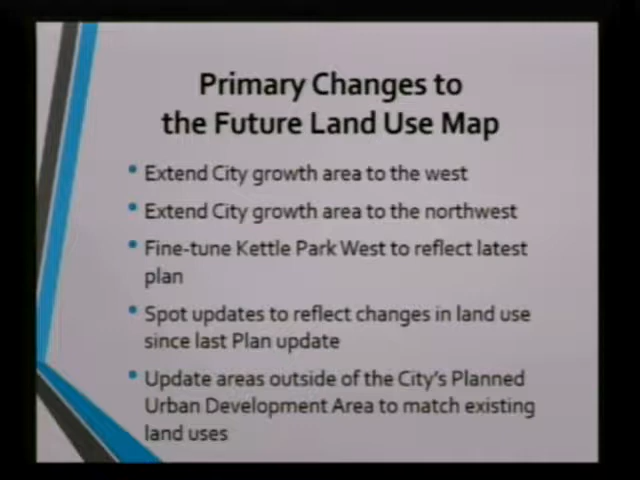 Primary Changes to
the Future Land Use Map
• Extend City growth area to the west
• Extend City growth area to the northwest
• Fine-tune Kettle Park West to reflect latest
plan
• Spot updates to reflect changes in land use
since last Plan update
• Update areas outside of the City's Planned
Urban Development Area to match existing
land uses